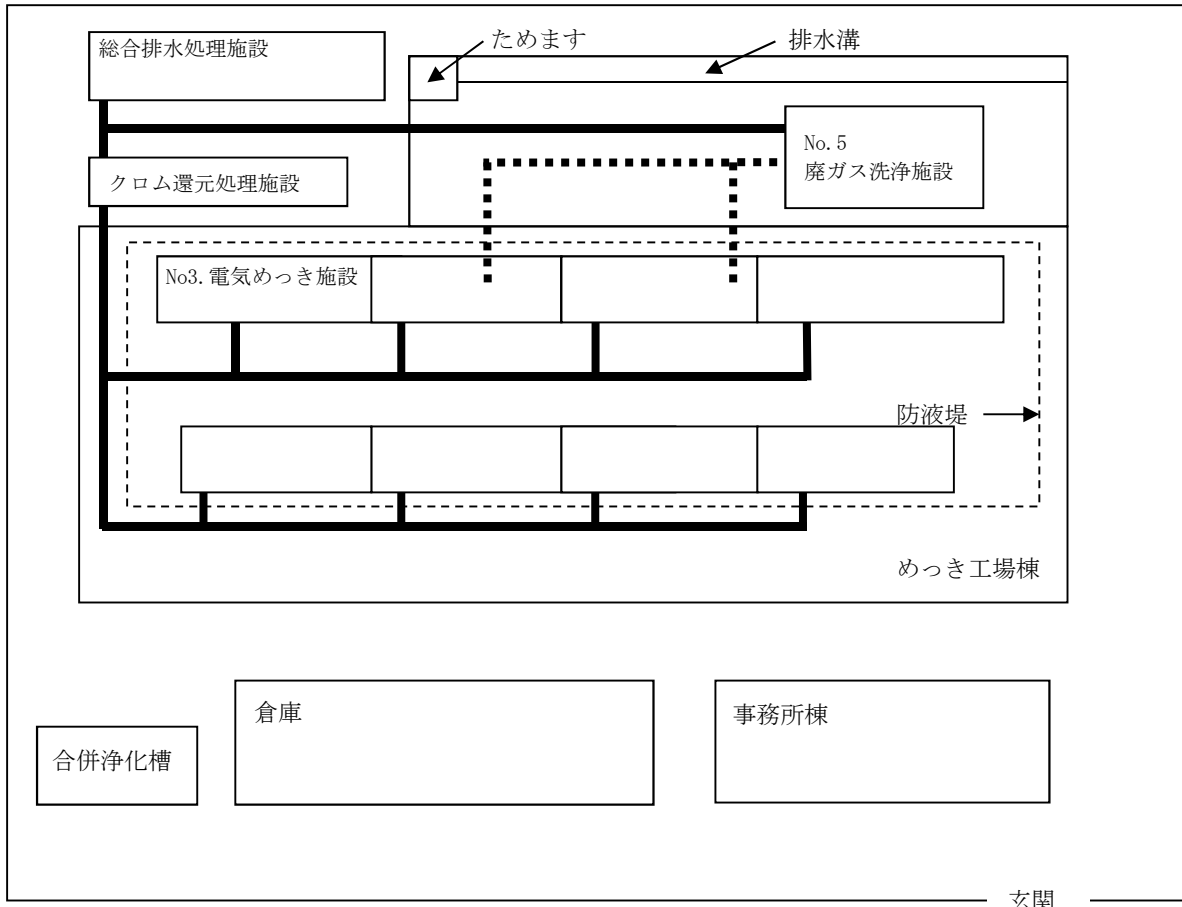 総合排水処理施設
ためます
排水溝
No.5
廃ガス洗浄施設
クロム還元処理施設
No3.電気めっき施設
防液堤
めっき工場棟
倉庫
事務所棟
合併浄化槽
玄関